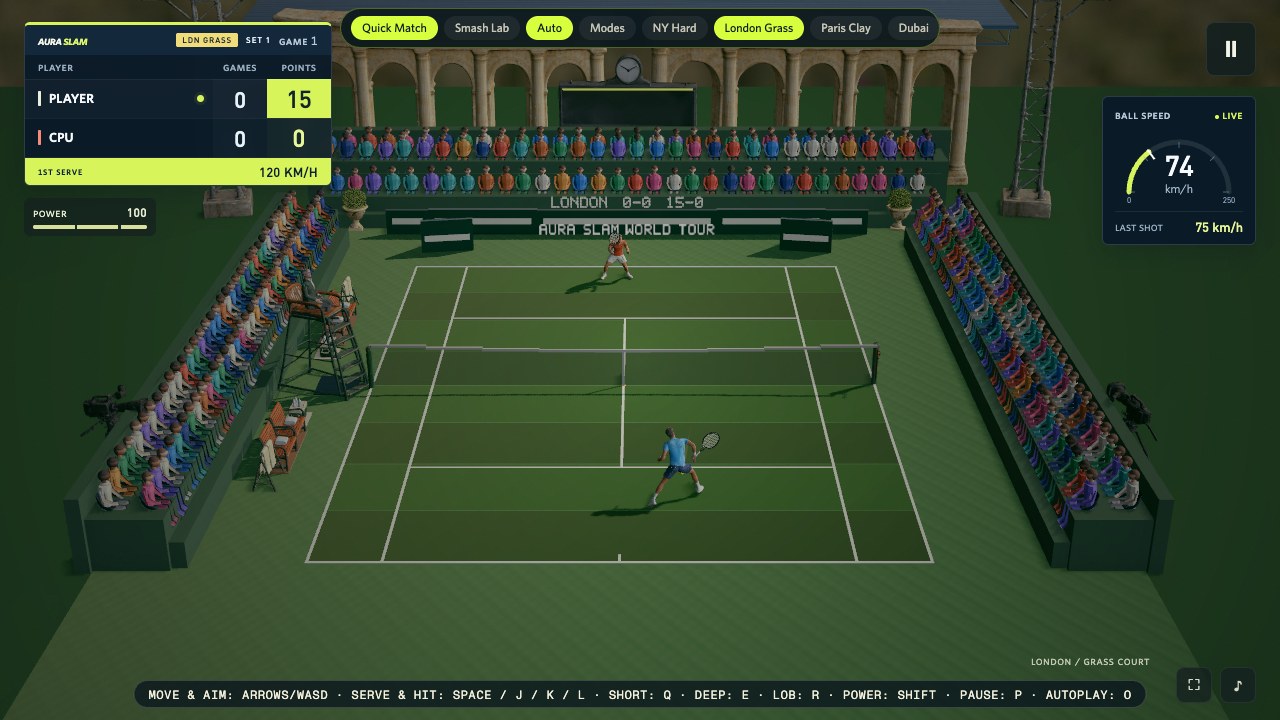 Quick Match Smash Lab Auto Modes NY Hard London Grass Paris Clay Dubai
AURA SLAM LDN GRASS SET 1 GAME 1
PLAYER GAMES POINTS
PLAYER 0 15
CPU 0 0
1ST SERVE 120 KM/H
POWER 100
BALL SPEED LIVE
74
km/h
0 250
LAST SHOT 75 km/h
LONDON 0-0 15-0
AURA SLAM WORLD TOUR
LONDON / GRASS COURT
MOVE & AIM: ARROWS/WASD · SERVE & HIT: SPACE / J / K / L · SHORT: Q · DEEP: E · LOB: R · POWER: SHIFT · PAUSE: P · AUTOPLAY: O